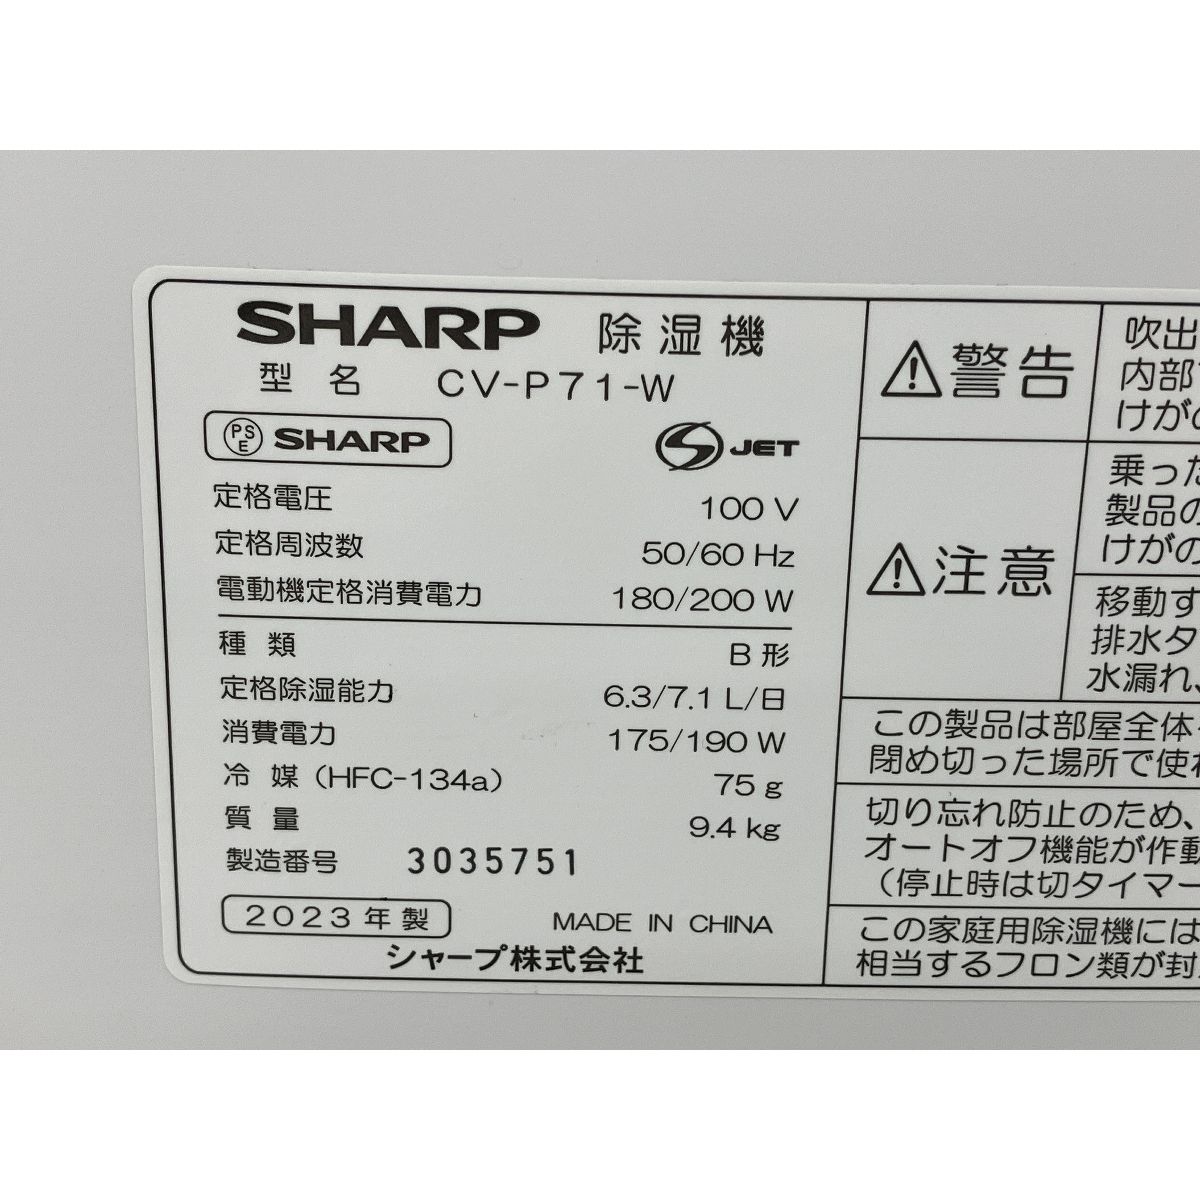 SHARP 除湿機
型名 CV-P71-W
PSE SHARP
S JET
定格電圧 100 V
定格周波数 50/60 Hz
電動機定格消費電力 180/200 W
種類 B形
定格除湿能力 6.3/7.1 L/日
消費電力 175/190 W
冷媒(HFC-134a) 75 g
質量 9.4 kg
製造番号 3035751
2023年製 MADE IN CHINA
シャープ株式会社
警告
吹出
内部
けがの
注意
乗った
製品の
けがの
移動す
排水タ
水漏れ、
この製品は部屋全体
閉め切った場所で使
切り忘れ防止のため、
オートオフ機能が作動
(停止時は切タイマー
この家庭用除湿機には
相当するフロン類が封